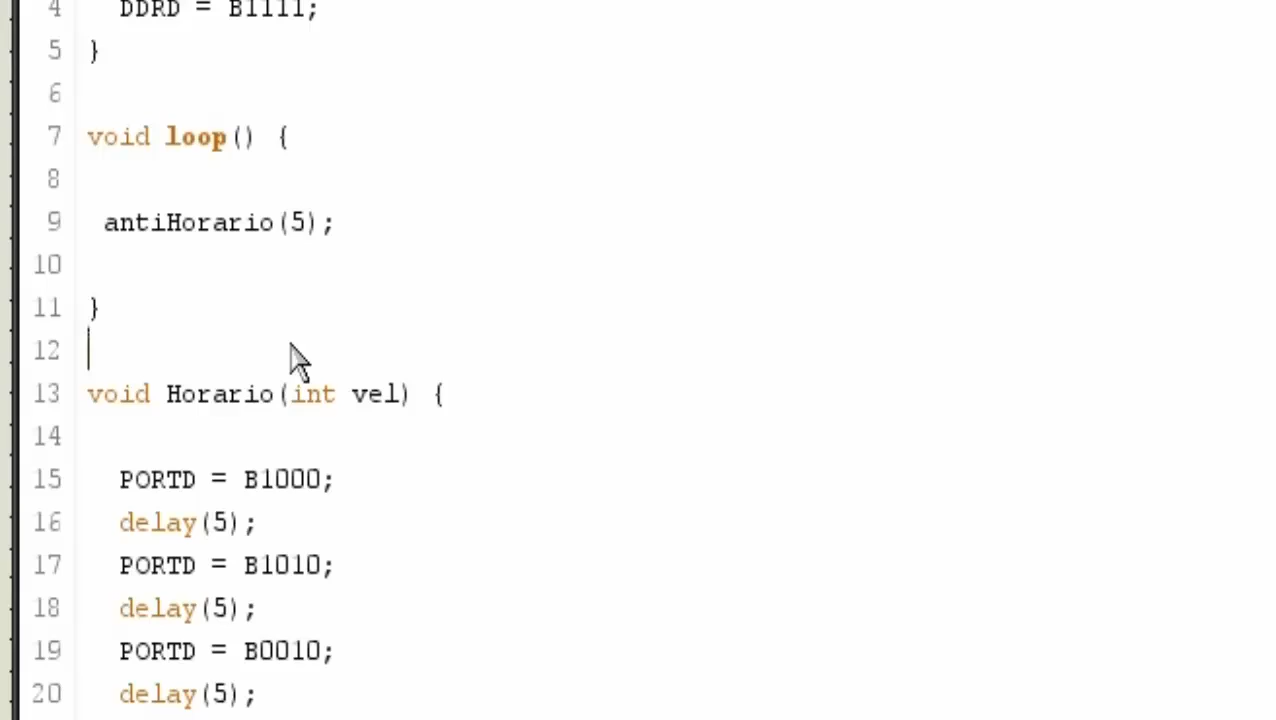 4 DDRD = B1111;
5 }
6
7 void loop() {
8
9 antiHorario(5);
10
11 }
12
13 void Horario(int vel) {
14
15 PORTD = B1000;
16 delay(5);
17 PORTD = B1010;
18 delay(5);
19 PORTD = B0010;
20 delay(5);